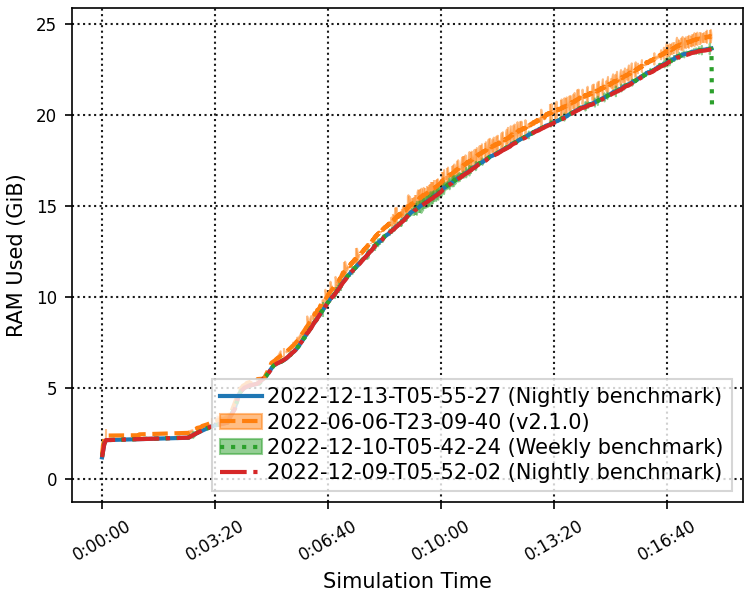 25
20
15
10
5
0
RAM Used (GiB)
2022-12-13-T05-55-27 (Nightly benchmark)
2022-06-06-T23-09-40 (v2.1.0)
2022-12-10-T05-42-24 (Weekly benchmark)
2022-12-09-T05-52-02 (Nightly benchmark)
0:00:00
0:03:20
0:06:40
0:10:00
0:13:20
0:16:40
Simulation Time